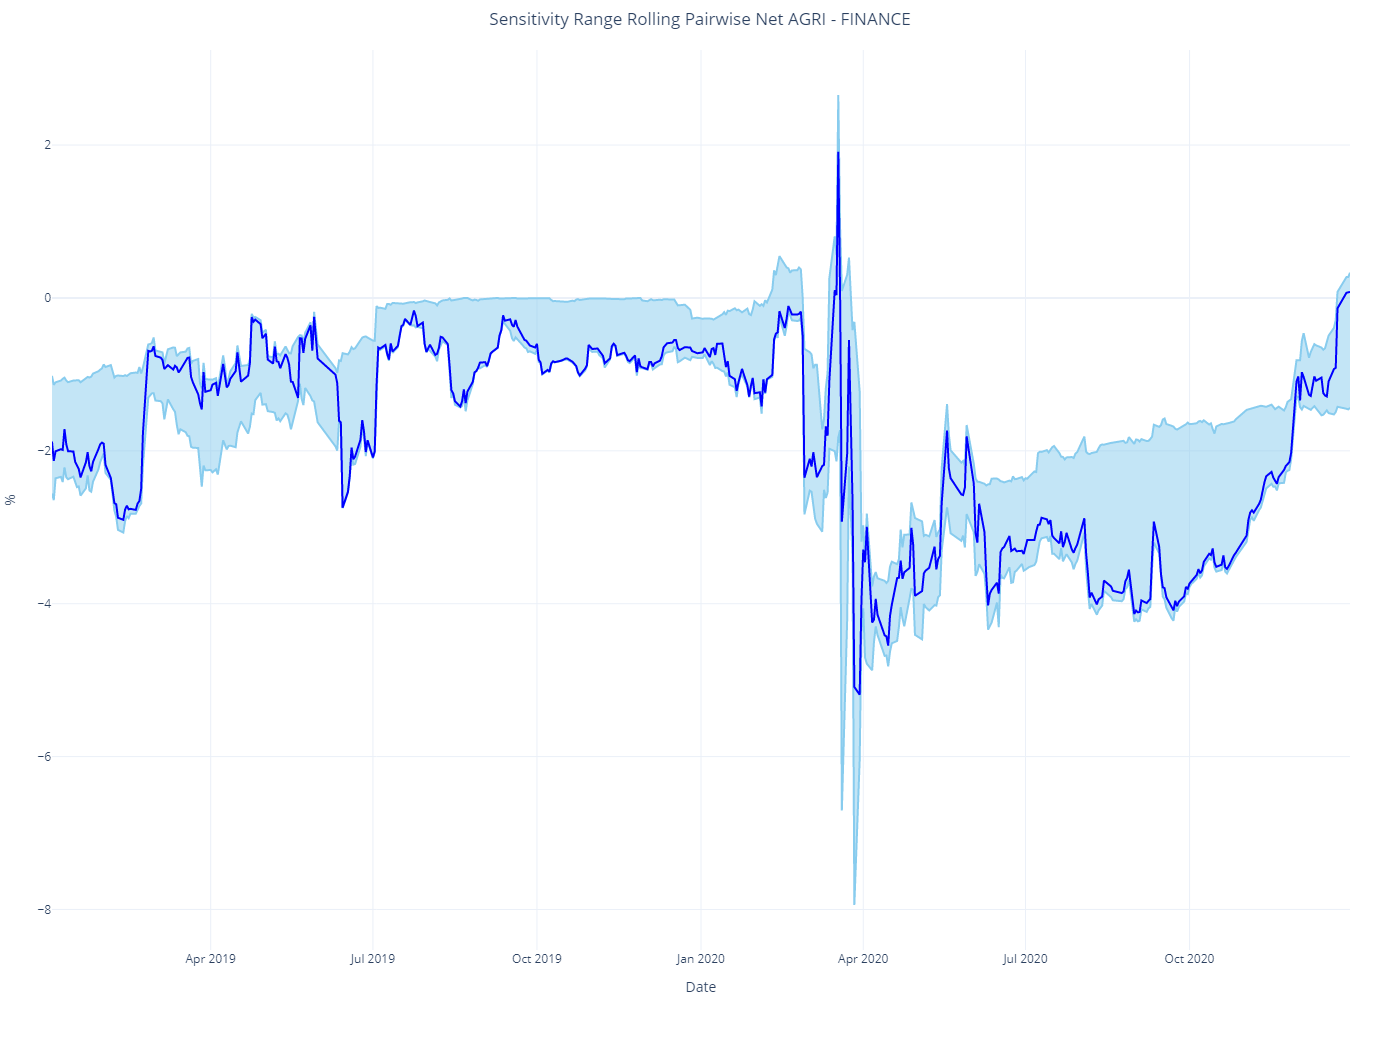 Sensitivity Range Rolling Pairwise Net AGRI - FINANCE
2
0
−2
−4
−6
−8
%
Apr 2019 Jul 2019 Oct 2019 Jan 2020 Apr 2020 Jul 2020 Oct 2020
Date